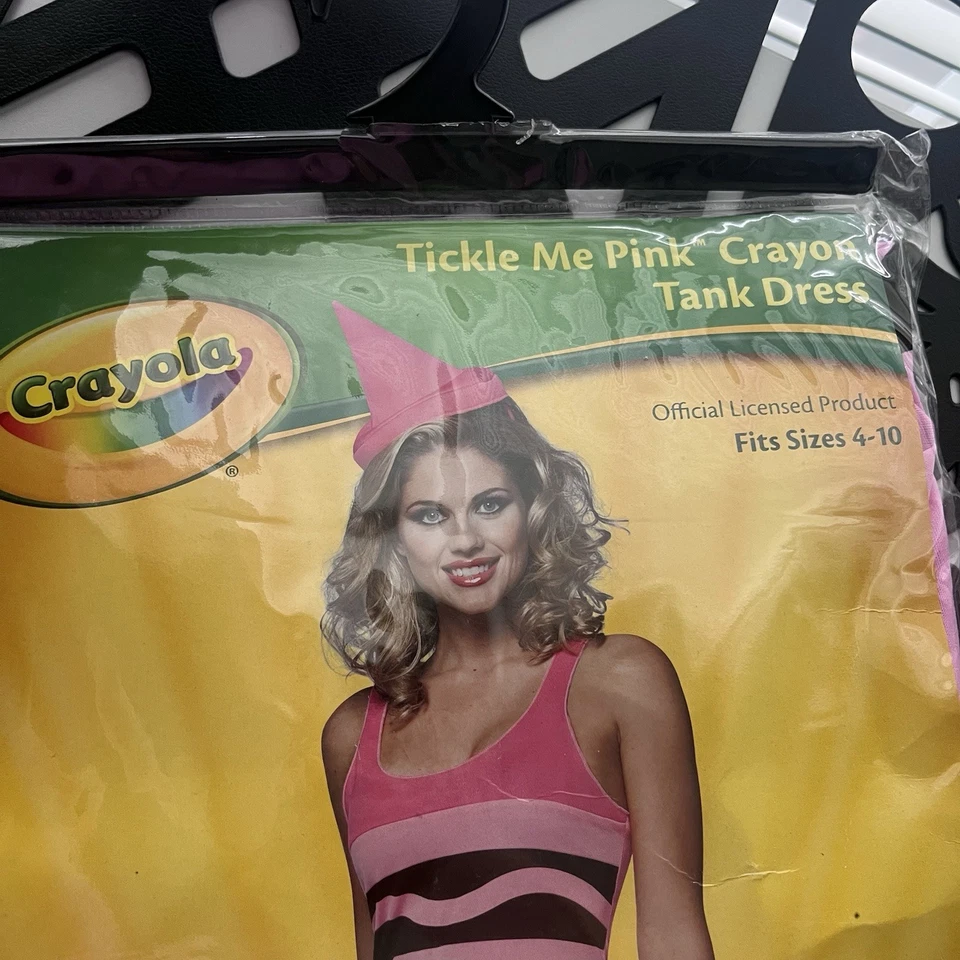 Tickle Me Pink™ Crayon
Tank Dress
Crayola
®
Official Licensed Product
Fits Sizes 4-10